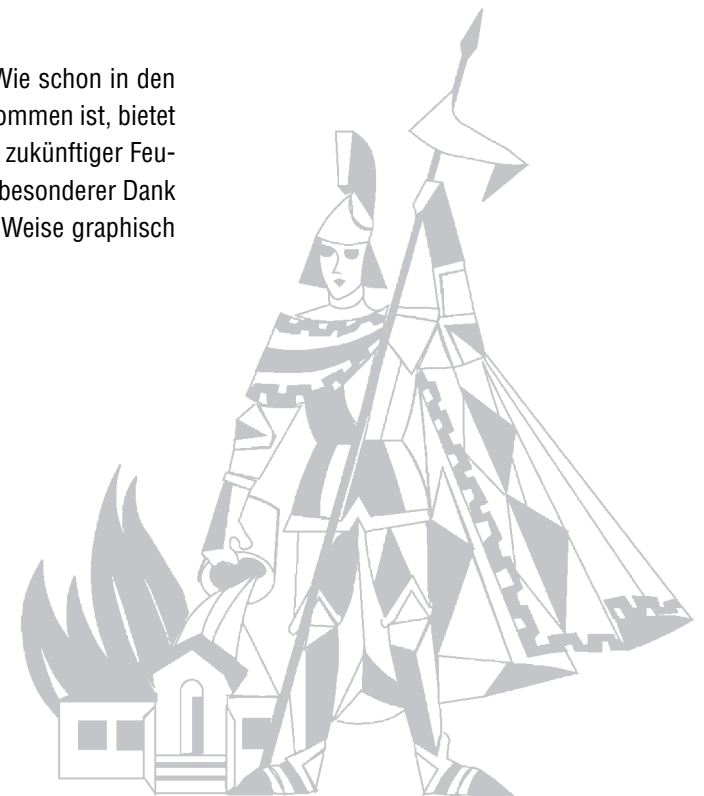 Wie schon in den
ommen ist, bietet
zukünftiger Feu-
besonderer Dank
Weise graphisch